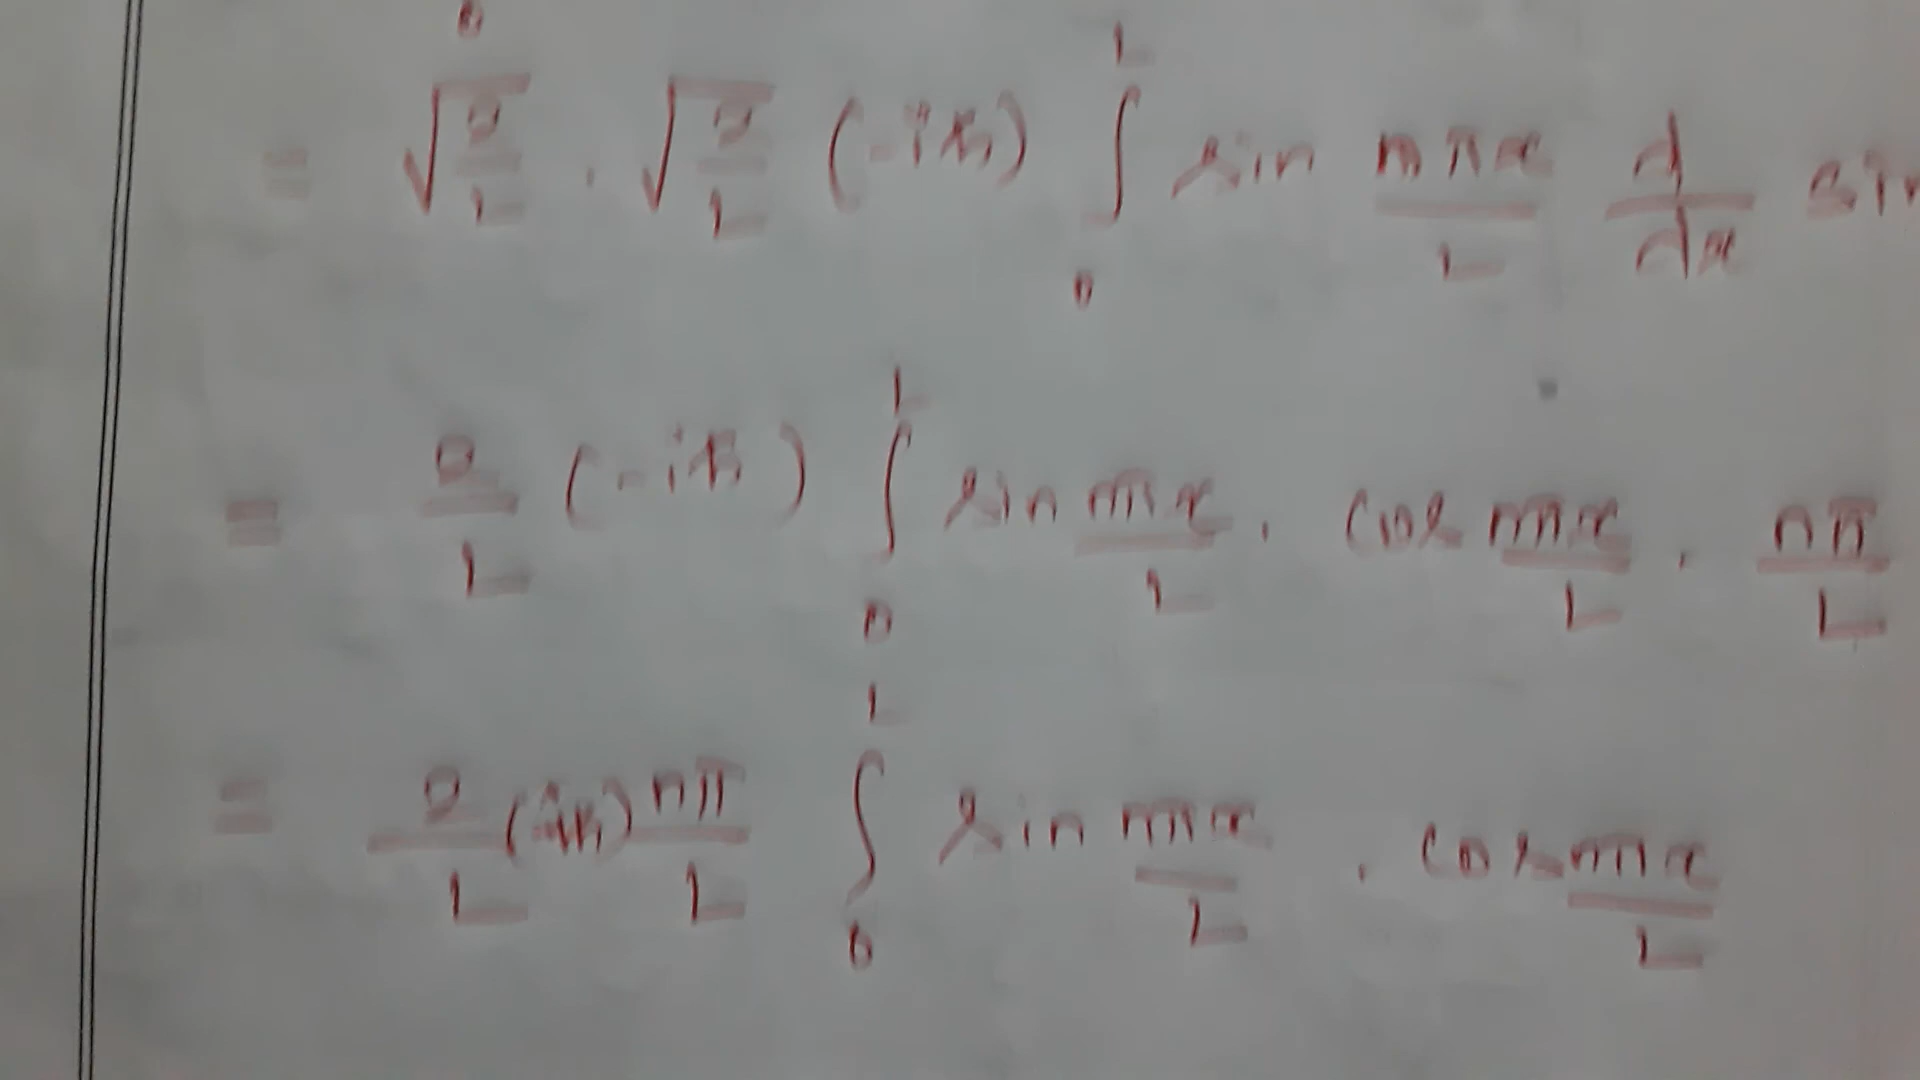 0
= √(2/L) . √(2/L) (-iħ) ∫₀ᴸ sin nπx/L d/dx sin
= 2/L (-iħ) ∫₀ᴸ sin nπx/L . cos nπx/L . nπ/L
= 2/L (-iħ) nπ/L ∫₀ᴸ sin nπx/L . cos nπx/L